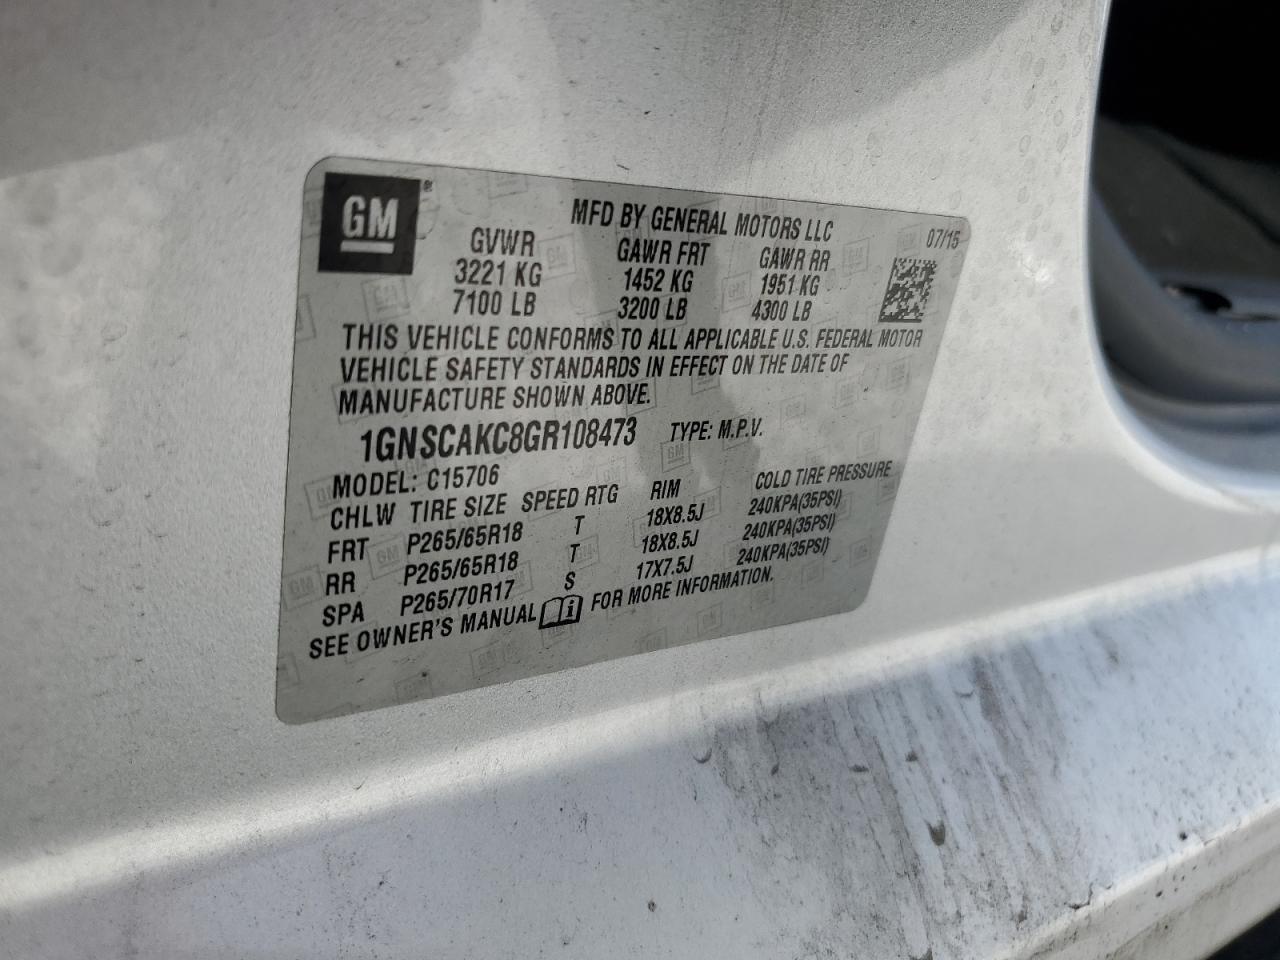 GM®
MFD BY GENERAL MOTORS LLC
07/15
GVWR GAWR FRT GAWR RR
3221 KG 1452 KG 1951 KG
7100 LB 3200 LB 4300 LB
THIS VEHICLE CONFORMS TO ALL APPLICABLE U.S. FEDERAL MOTOR
VEHICLE SAFETY STANDARDS IN EFFECT ON THE DATE OF
MANUFACTURE SHOWN ABOVE.
1GNSCAKC8GR108473 TYPE: M.P.V.
MODEL: C15706
CHLW TIRE SIZE SPEED RTG RIM COLD TIRE PRESSURE
FRT P265/65R18 T 18X8.5J 240KPA(35PSI)
RR P265/65R18 T 18X8.5J 240KPA(35PSI)
SPA P265/70R17 S 17X7.5J 240KPA(35PSI)
SEE OWNER'S MANUAL i FOR MORE INFORMATION.